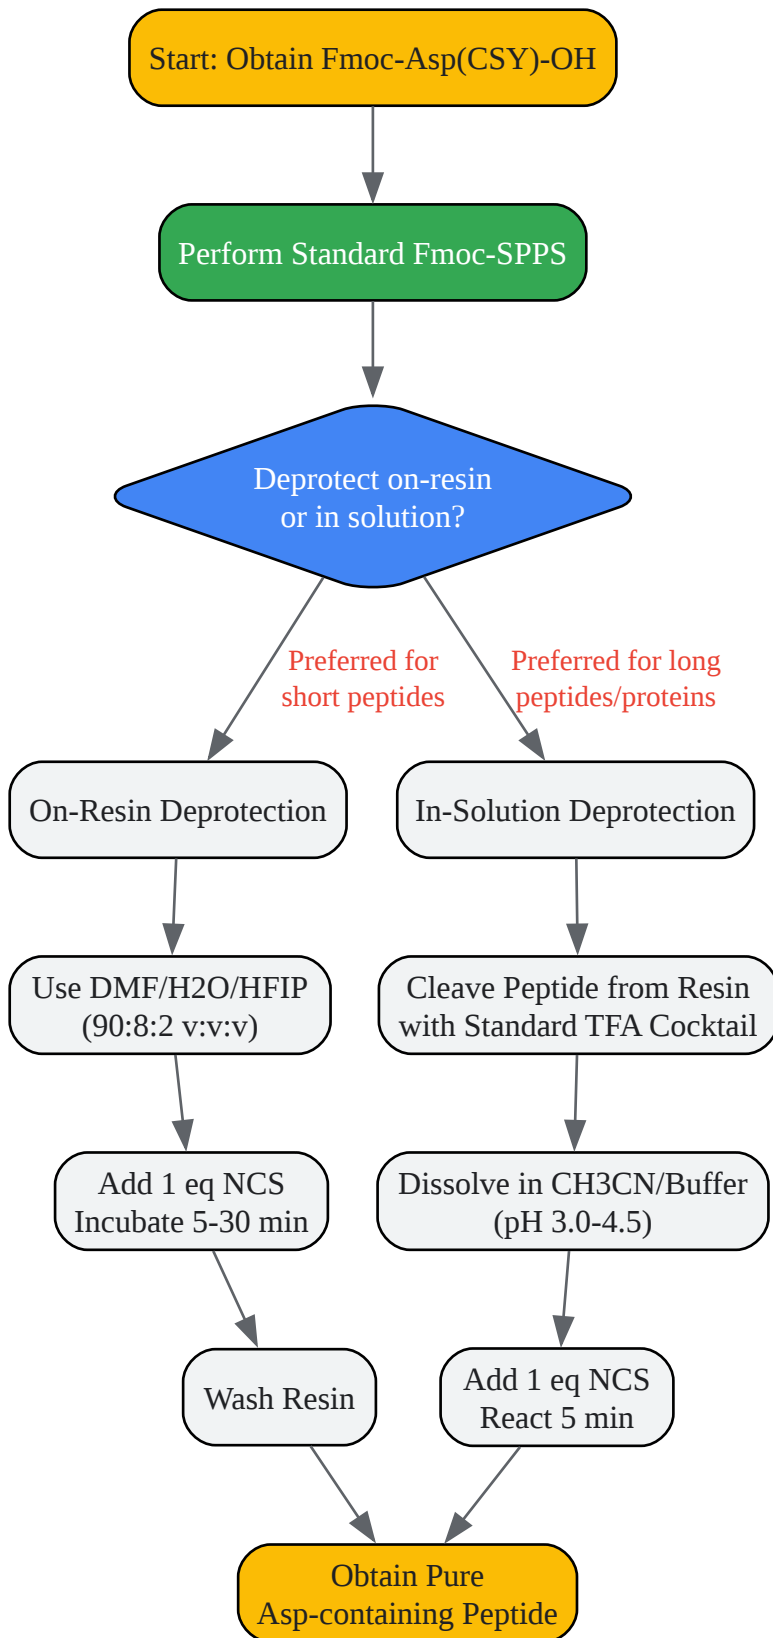 Start: Obtain Fmoc-Asp(CSY)-OH
Perform Standard Fmoc-SPPS
Deprotect on-resin
or in solution?
Preferred for
short peptides
Preferred for long
peptides/proteins
On-Resin Deprotection
In-Solution Deprotection
Use DMF/H2O/HFIP
(90:8:2 v:v:v)
Cleave Peptide from Resin
with Standard TFA Cocktail
Add 1 eq NCS
Incubate 5-30 min
Dissolve in CH3CN/Buffer
(pH 3.0-4.5)
Wash Resin
Add 1 eq NCS
React 5 min
Obtain Pure
Asp-containing Peptide